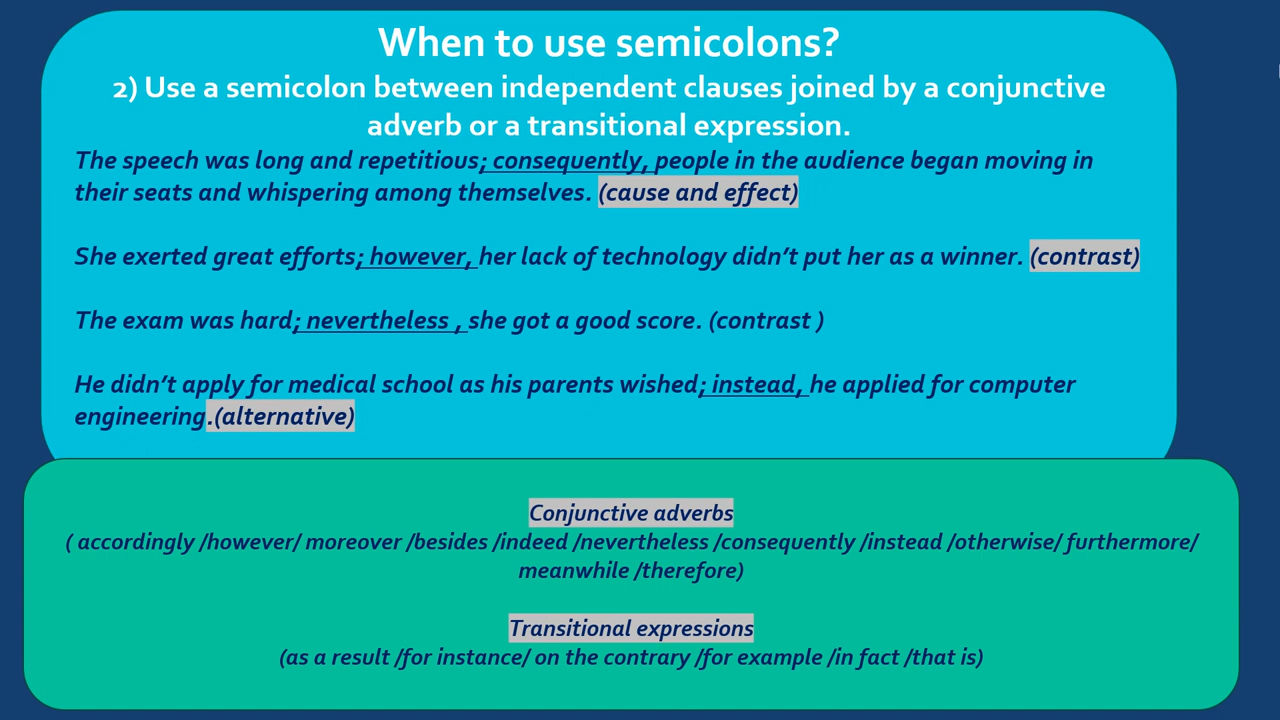 When to use semicolons?
2) Use a semicolon between independent clauses joined by a conjunctive
adverb or a transitional expression.
The speech was long and repetitious; consequently, people in the audience began moving in
their seats and whispering among themselves. (cause and effect)
She exerted great efforts; however, her lack of technology didn’t put her as a winner. (contrast)
The exam was hard; nevertheless , she got a good score. (contrast )
He didn’t apply for medical school as his parents wished; instead, he applied for computer
engineering.(alternative)
Conjunctive adverbs
( accordingly /however/ moreover /besides /indeed /nevertheless /consequently /instead /otherwise/ furthermore/
meanwhile /therefore)
Transitional expressions
(as a result /for instance/ on the contrary /for example /in fact /that is)